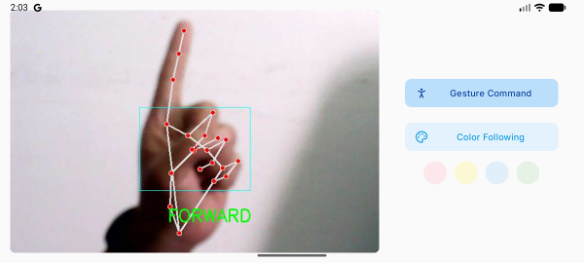 2:03 G
FORWARD
Gesture Command
Color Following